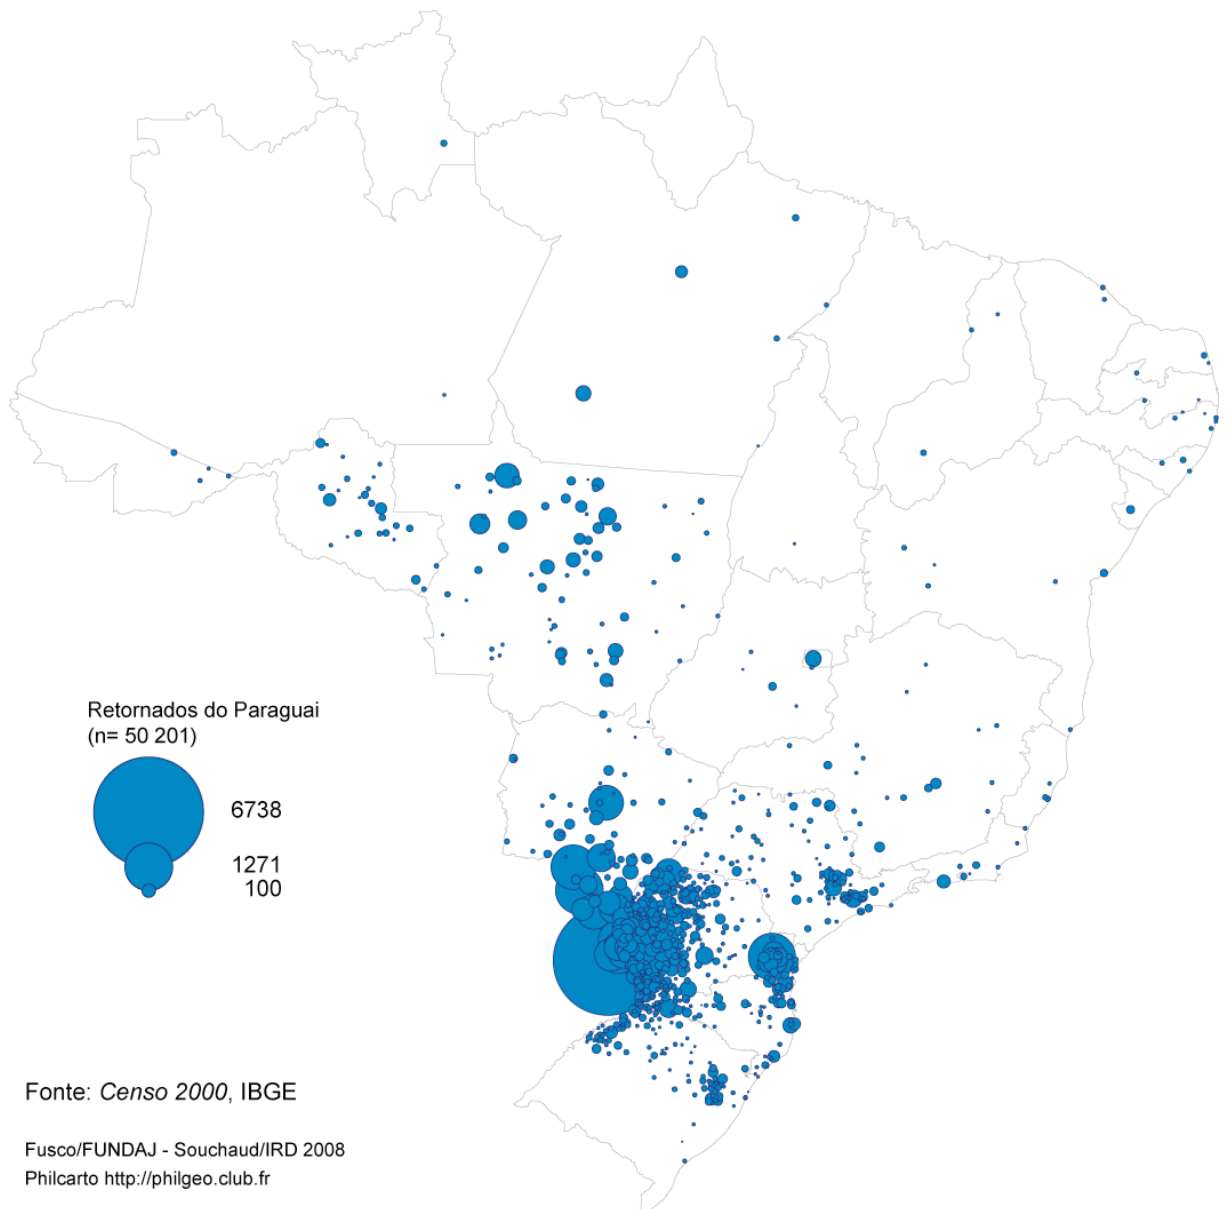 Retornados do Paraguai
(n= 50 201)
6738
1271
100
Fonte: Censo 2000, IBGE
Fusco/FUNDAJ - Souchaud/IRD 2008
Philcarto http://philgeo.club.fr